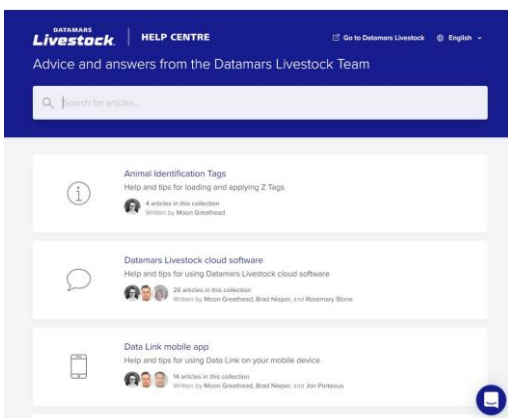 DATAMARS
Livestock. HELP CENTRE
Go to Datamars Livestock English
Advice and answers from the Datamars Livestock Team
Search for articles...
Animal Identification Tags
Help and tips for loading and applying Z Tags
4 articles in this collection
Written by Moon Greathead
Datamars Livestock cloud software
Help and tips for using Datamars Livestock cloud software
26 articles in this collection
Written by Moon Greathead, Brad Nieper, and Rosemary Stone
Data Link mobile app
Help and tips for using Data Link on your mobile device
14 articles in this collection
Written by Moon Greathead, Brad Nieper, and Jon Porteous